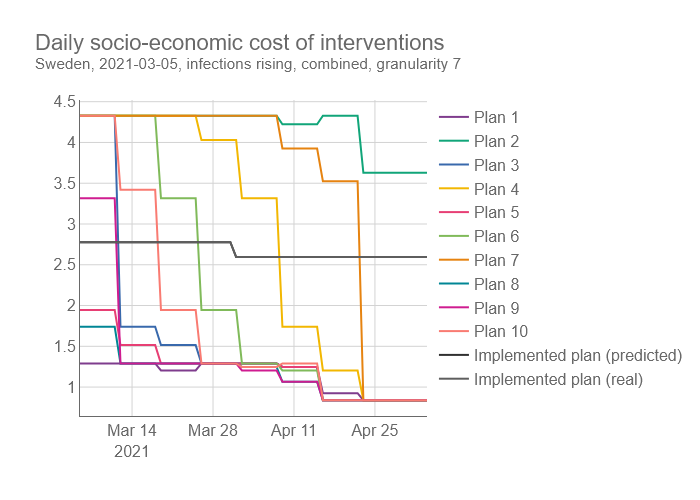 Daily socio-economic cost of interventions
Sweden, 2021-03-05, infections rising, combined, granularity 7
4.5
4
3.5
3
2.5
2
1.5
1
Mar 14
2021
Mar 28
Apr 11
Apr 25
Plan 1
Plan 2
Plan 3
Plan 4
Plan 5
Plan 6
Plan 7
Plan 8
Plan 9
Plan 10
Implemented plan (predicted)
Implemented plan (real)